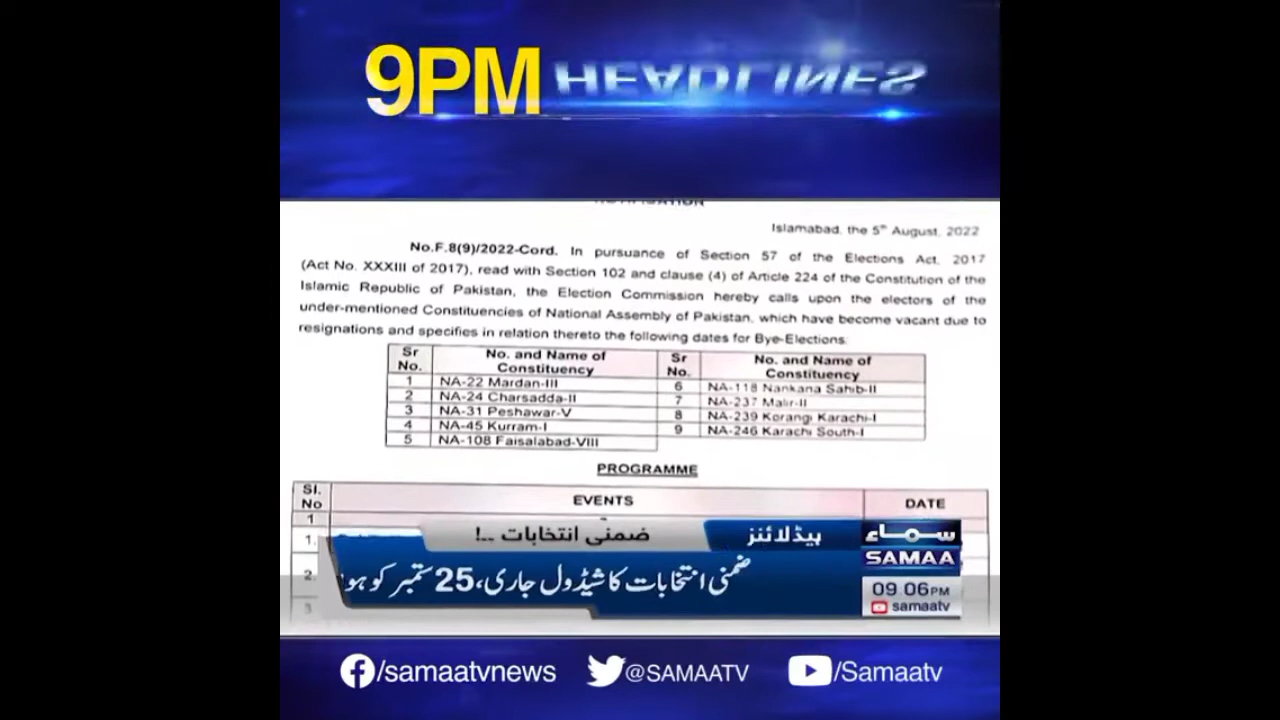 9PM HEADLINES
NOTIFICATION
Islamabad, the 5th August, 2022
No.F.8(9)/2022-Cord. In pursuance of Section 57 of the Elections Act, 2017
(Act No. XXXIII of 2017), read with Section 102 and clause (4) of Article 224 of the Constitution of the
Islamic Republic of Pakistan, the Election Commission hereby calls upon the electors of the
under-mentioned Constituencies of National Assembly of Pakistan, which have become vacant due to
resignations and specifies in relation thereto the following dates for Bye-Elections:
Sr No. No. and Name of Constituency Sr No. No. and Name of Constituency
1 NA-22 Mardan-III 6 NA-118 Nankana Sahib-II
2 NA-24 Charsadda-II 7 NA-237 Malir-II
3 NA-31 Peshawar-V 8 NA-239 Korangi Karachi-I
4 NA-45 Kurram-I 9 NA-246 Karachi South-I
5 NA-108 Faisalabad-VIII
PROGRAMME
Sl. No EVENTS DATE
1
1.
2.
3
ہیڈلائنز
ضمنی انتخابات ..!
ضمنی انتخابات کا شیڈول جاری، 25 ستمبر کو ہو
سماء
SAMAA
09:06PM
samaatv
/samaatvnews @SAMAATV /Samaatv